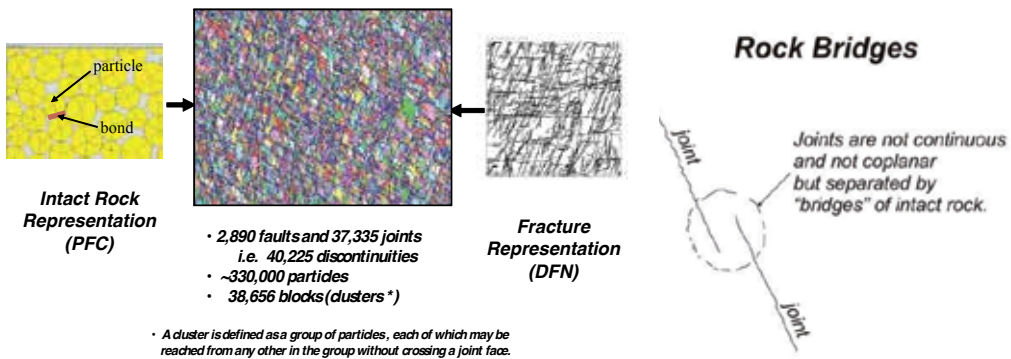 particle
bond
Intact Rock
Representation
(PFC)
• 2,890 faults and 37,335 joints
i.e. 40,225 discontinuities
• ~330,000 particles
• 38,656 blocks (clusters *)
• A cluster is defined as a group of particles, each of which may be
reached from any other in the group without crossing a joint face.
Fracture
Representation
(DFN)
Rock Bridges
joint
Joints are not continuous
and not coplanar
but separated by
"bridges" of intact rock.
joint